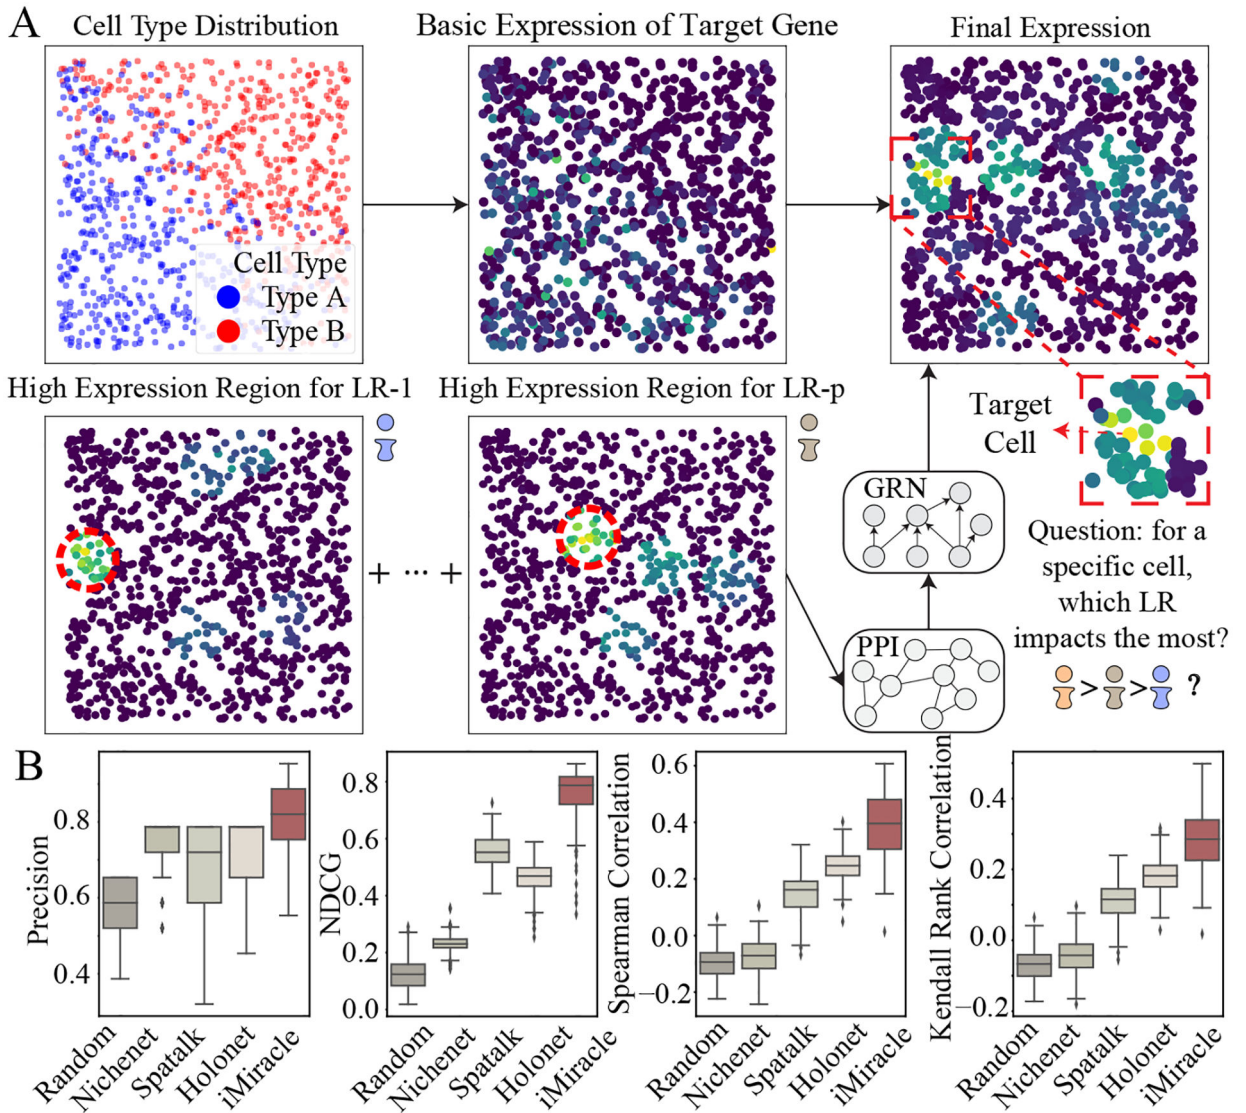 A
Cell Type Distribution
Basic Expression of Target Gene
Final Expression
Cell Type
Type A
Type B
High Expression Region for LR-1
High Expression Region for LR-p
+ ... +
Target
Cell
GRN
PPI
Question: for a
specific cell,
which LR
impacts the most?
> > ?
B
Precision
0.8
0.6
0.4
Random
Nichenet
Spatalk
Holonet
iMiracle
NDCG
0.8
0.6
0.4
0.2
0.0
Random
Nichenet
Spatalk
Holonet
iMiracle
Spearman Correlation
0.6
0.4
0.2
0.0
−0.2
Random
Nichenet
Spatalk
Holonet
iMiracle
Kendall Rank Correlation
0.4
0.2
0.0
−0.2
Random
Nichenet
Spatalk
Holonet
iMiracle